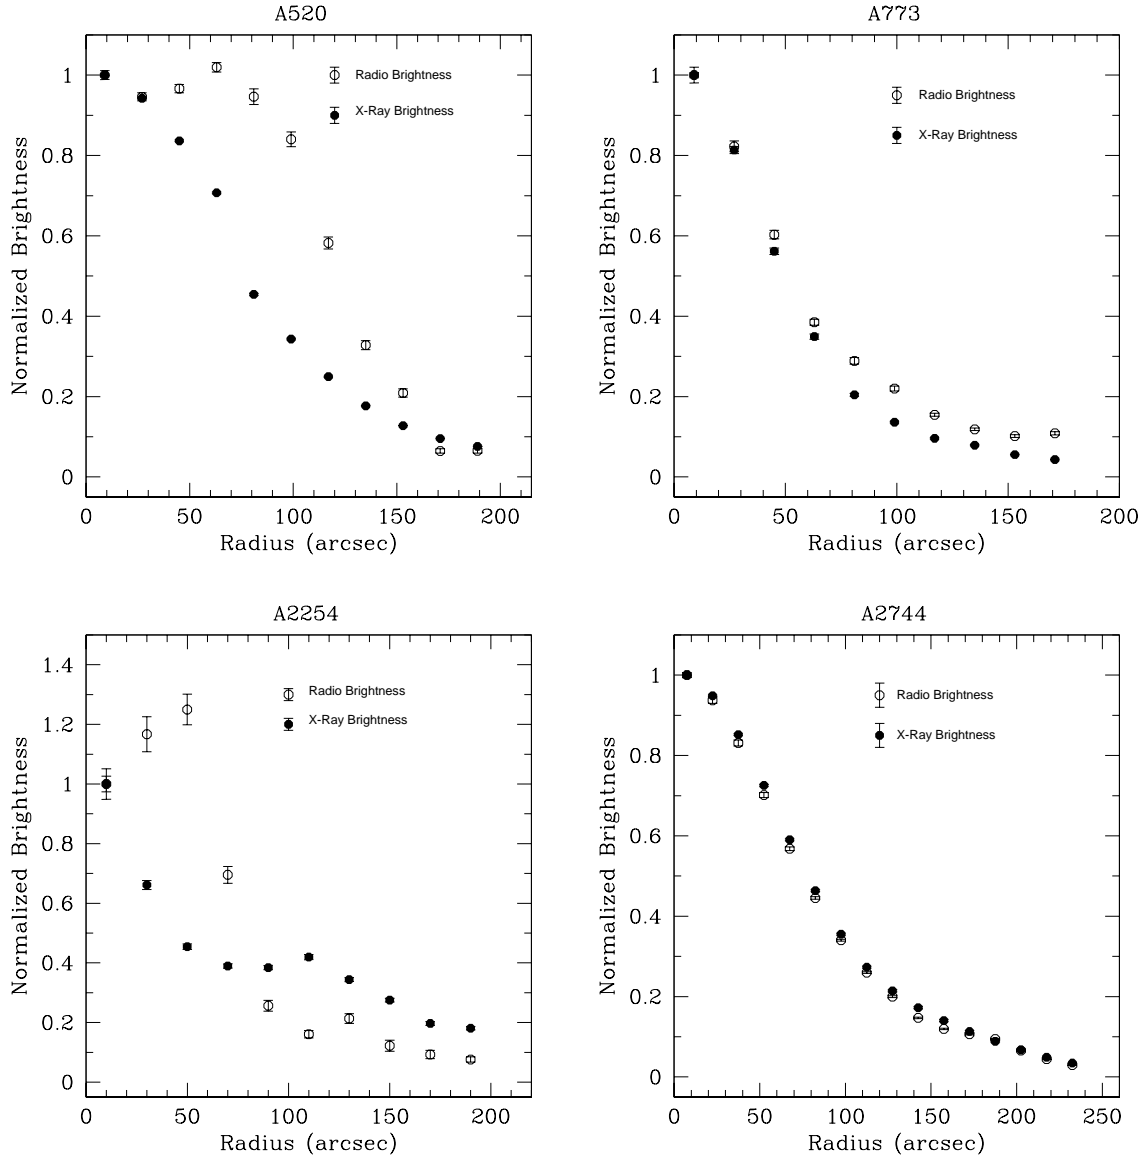 A520
1
0.8
0.6
0.4
0.2
0
Normalized Brightness
Radio Brightness
X-Ray Brightness
0 50 100 150 200
Radius (arcsec)
A773
1
0.8
0.6
0.4
0.2
0
Normalized Brightness
Radio Brightness
X-Ray Brightness
0 50 100 150 200
Radius (arcsec)
A2254
1.4
1.2
1
0.8
0.6
0.4
0.2
0
Normalized Brightness
Radio Brightness
X-Ray Brightness
0 50 100 150 200
Radius (arcsec)
A2744
1
0.8
0.6
0.4
0.2
0
Normalized Brightness
Radio Brightness
X-Ray Brightness
0 50 100 150 200 250
Radius (arcsec)